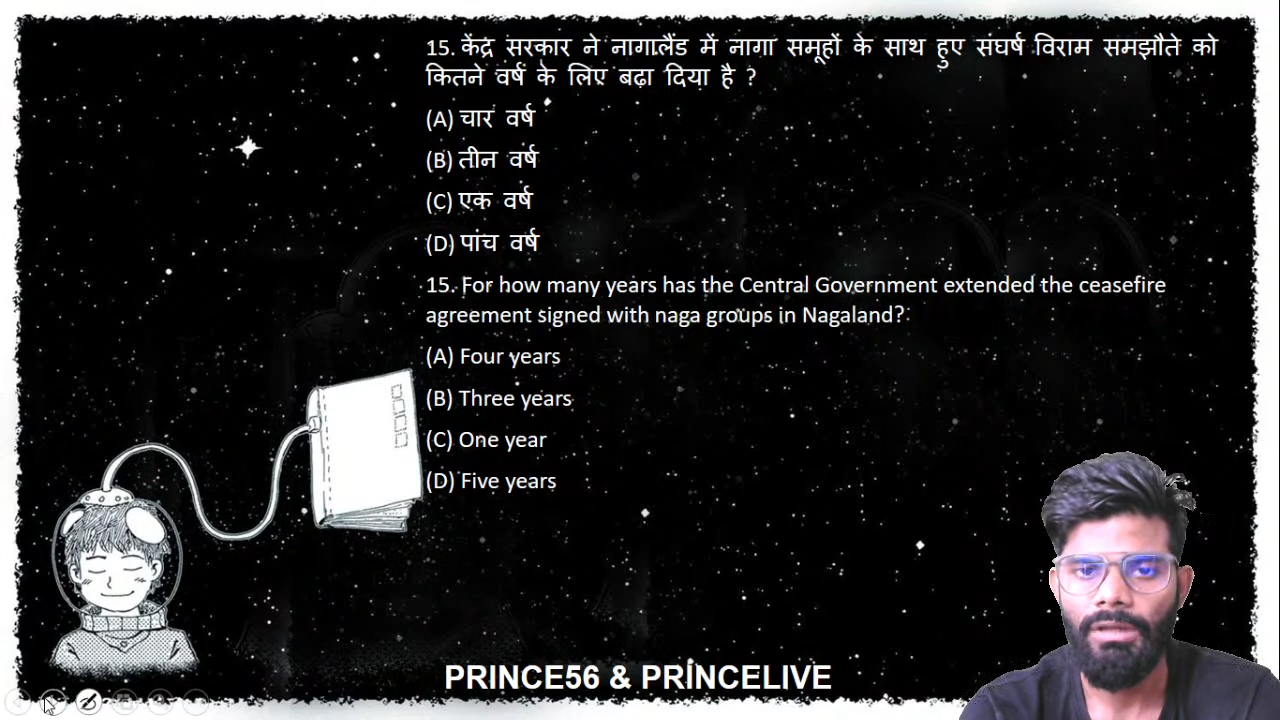 15. केंद्र सरकार ने नागालैंड में नागा समूहों के साथ हुए संघर्ष विराम समझौते को
कितने वर्ष के लिए बढ़ा दिया है ?
(A) चार वर्ष
(B) तीन वर्ष
(C) एक वर्ष
(D) पांच वर्ष
15. For how many years has the Central Government extended the ceasefire
agreement signed with naga groups in Nagaland?
(A) Four years
(B) Three years
(C) One year
(D) Five years
PRINCE56 & PRINCELIVE